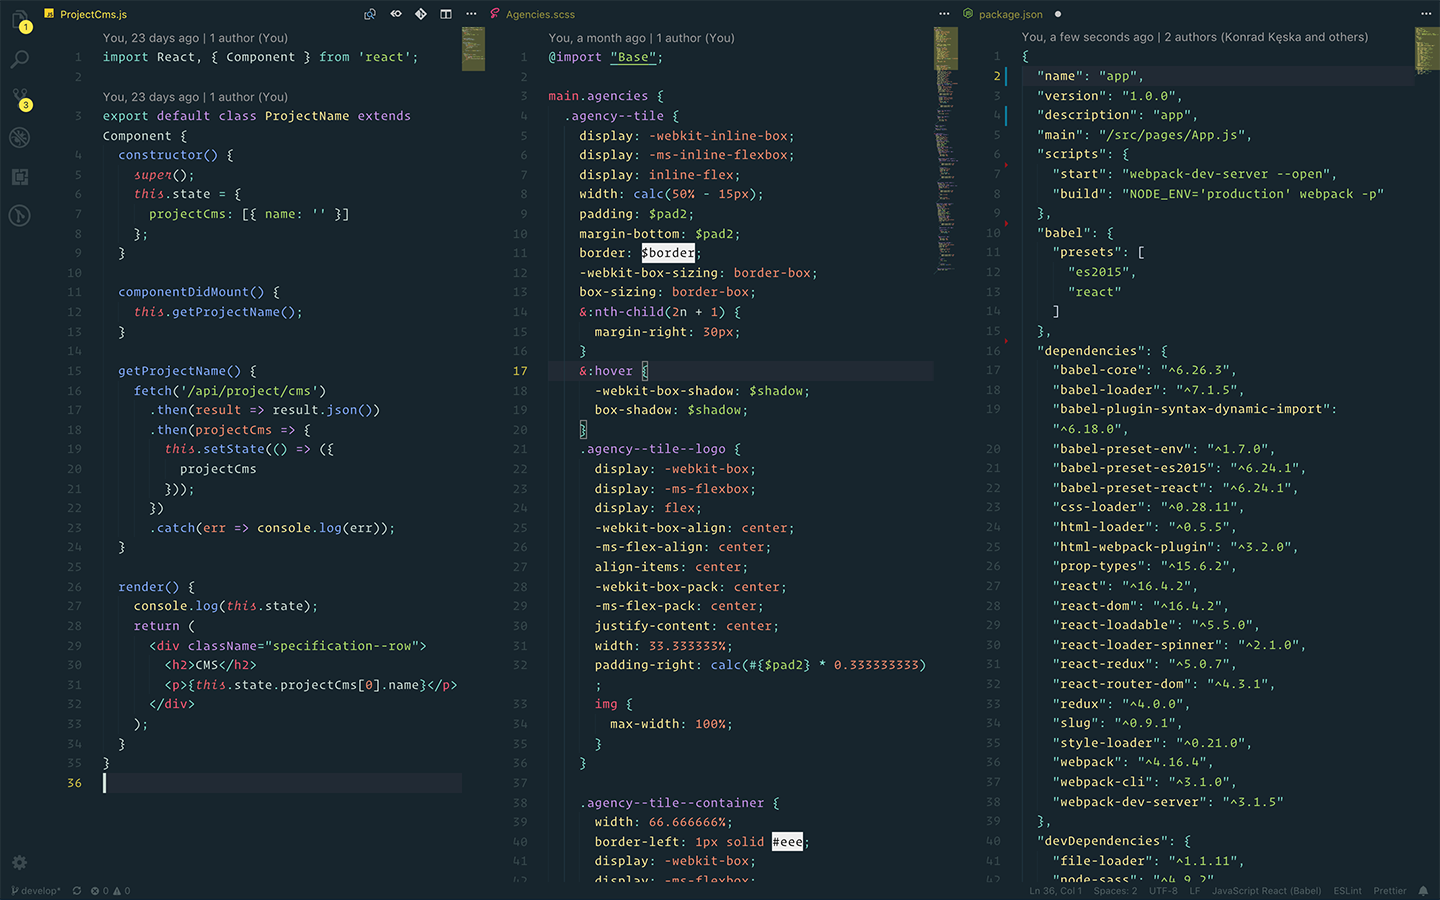 ProjectCms.js
You, 23 days ago | 1 author (You)
1 import React, { Component } from 'react';
2
You, 23 days ago | 1 author (You)
3 export default class ProjectName extends
Component {
4 constructor() {
5 super();
6 this.state = {
7 projectCms: [{ name: '' }]
8 };
9 }
10
11 componentDidMount() {
12 this.getProjectName();
13 }
14
15 getProjectName() {
16 fetch('/api/project/cms')
17 .then(result => result.json())
18 .then(projectCms => {
19 this.setState(() => ({
20 projectCms
21 }));
22 })
23 .catch(err => console.log(err));
24 }
25
26 render() {
27 console.log(this.state);
28 return (
29 <div className="specification--row">
30 <h2>CMS</h2>
31 <p>{this.state.projectCms[0].name}</p>
32 </div>
33 );
34 }
35 }
36
Agencies.scss
You, a month ago | 1 author (You)
1 @import "Base";
2
3 main.agencies {
4 .agency--tile {
5 display: -webkit-inline-box;
6 display: -ms-inline-flexbox;
7 display: inline-flex;
8 width: calc(50% - 15px);
9 padding: $pad2;
10 margin-bottom: $pad2;
11 border: $border;
12 -webkit-box-sizing: border-box;
13 box-sizing: border-box;
14 &:nth-child(2n + 1) {
15 margin-right: 30px;
16 }
17 &:hover {
18 -webkit-box-shadow: $shadow;
19 box-shadow: $shadow;
20 }
21 .agency--tile--logo {
22 display: -webkit-box;
23 display: -ms-flexbox;
24 display: flex;
25 -webkit-box-align: center;
26 -ms-flex-align: center;
27 align-items: center;
28 -webkit-box-pack: center;
29 -ms-flex-pack: center;
30 justify-content: center;
31 width: 33.333333%;
32 padding-right: calc(#{$pad2} * 0.333333333)
;
33 img {
34 max-width: 100%;
35 }
36 }
37
38 .agency--tile--container {
39 width: 66.666666%;
40 border-left: 1px solid #eee;
41 display: -webkit-box;
42 display: -ms-flexbox;
package.json
You, a few seconds ago | 2 authors (Konrad Kęska and others)
1 {
2 "name": "app",
3 "version": "1.0.0",
4 "description": "app",
5 "main": "/src/pages/App.js",
6 "scripts": {
7 "start": "webpack-dev-server --open",
8 "build": "NODE_ENV='production' webpack -p"
9 },
10 "babel": {
11 "presets": [
12 "es2015",
13 "react"
14 ]
15 },
16 "dependencies": {
17 "babel-core": "^6.26.3",
18 "babel-loader": "^7.1.5",
19 "babel-plugin-syntax-dynamic-import":
"^6.18.0",
20 "babel-preset-env": "^1.7.0",
21 "babel-preset-es2015": "^6.24.1",
22 "babel-preset-react": "^6.24.1",
23 "css-loader": "^0.28.11",
24 "html-loader": "^0.5.5",
25 "html-webpack-plugin": "^3.2.0",
26 "prop-types": "^15.6.2",
27 "react": "^16.4.2",
28 "react-dom": "^16.4.2",
29 "react-loadable": "^5.5.0",
30 "react-loader-spinner": "^2.1.0",
31 "react-redux": "^5.0.7",
32 "react-router-dom": "^4.3.1",
33 "redux": "^4.0.0",
34 "slug": "^0.9.1",
35 "style-loader": "^0.21.0",
36 "webpack": "^4.16.4",
37 "webpack-cli": "^3.1.0",
38 "webpack-dev-server": "^3.1.5"
39 },
40 "devDependencies": {
41 "file-loader": "^1.1.11",
42 "node-sass": "^4.9.2",
1
3
develop* 0 0 Ln 36, Col 1 Spaces: 2 UTF-8 LF JavaScript React (Babel) ESLint Prettier